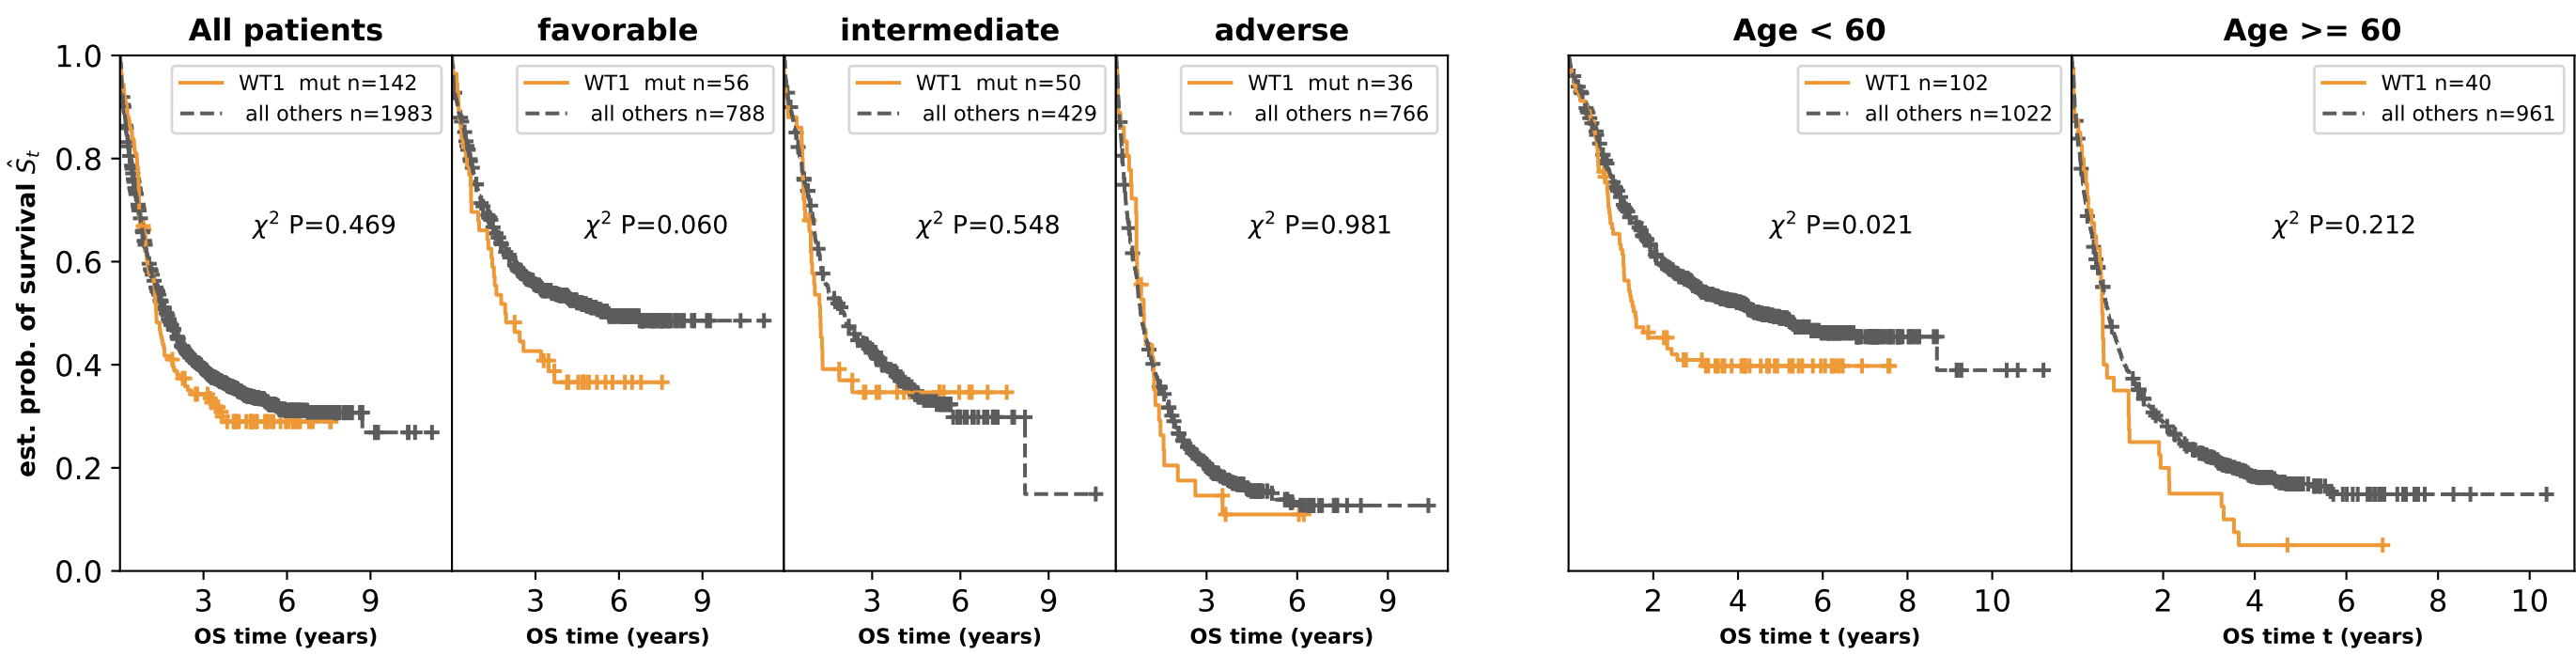 All patients
favorable
intermediate
adverse
Age < 60
Age >= 60
est. prob. of survival Ŝt
1.0
0.8
0.6
0.4
0.2
0.0
WT1 mut n=142
all others n=1983
χ² P=0.469
WT1 mut n=56
all others n=788
χ² P=0.060
WT1 mut n=50
all others n=429
χ² P=0.548
WT1 mut n=36
all others n=766
χ² P=0.981
WT1 n=102
all others n=1022
χ² P=0.021
WT1 n=40
all others n=961
χ² P=0.212
3 6 9
3 6 9
3 6 9
3 6 9
2 4 6 8 10
2 4 6 8 10
OS time (years)
OS time (years)
OS time (years)
OS time (years)
OS time t (years)
OS time t (years)